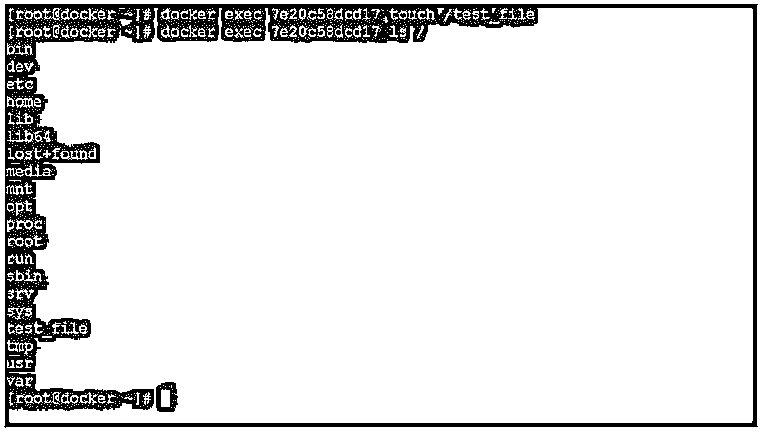 [root@docker ~]# docker exec 7e20c58dcd17 touch /test_file
[root@docker ~]# docker exec 7e20c58dcd17 ls /
bin
dev
etc
home
lib
lib64
lost+found
media
mnt
opt
proc
root
run
sbin
srv
sys
test_file
tmp
usr
var
[root@docker ~]#